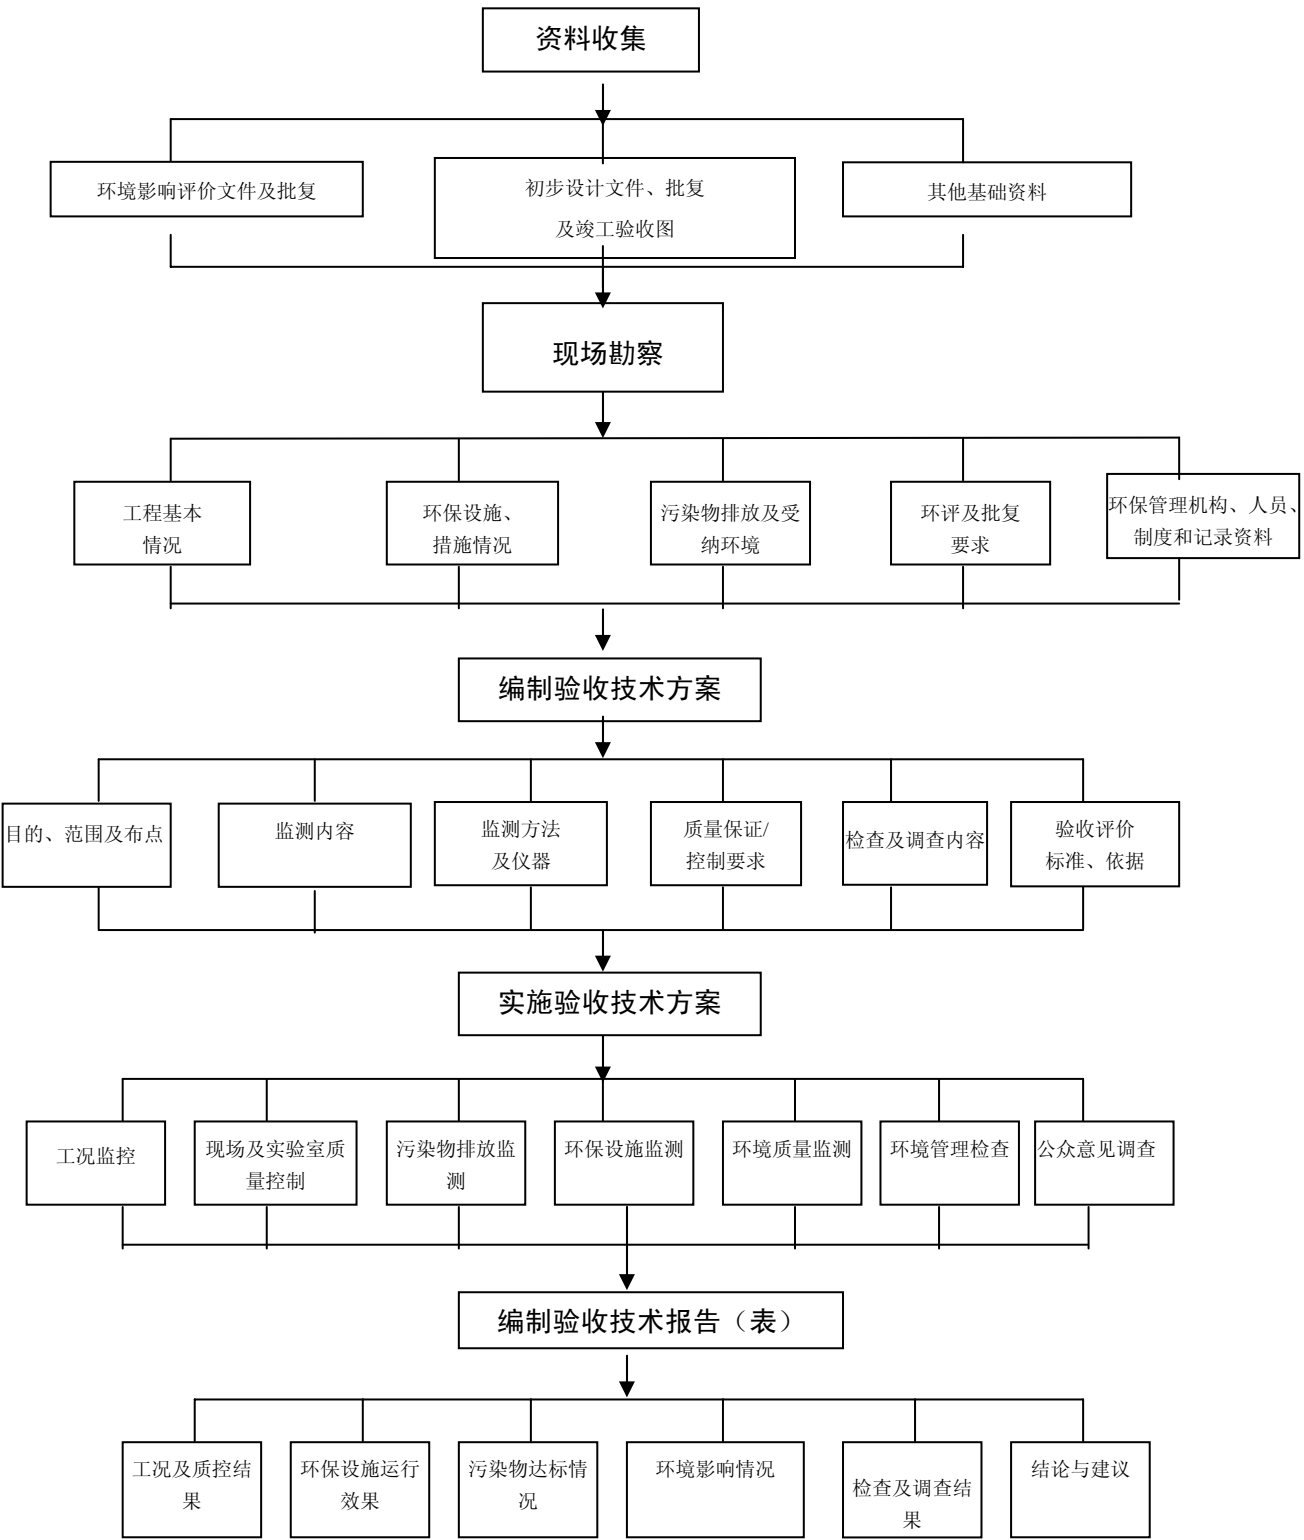 资料收集
环境影响评价文件及批复
初步设计文件、批复
及竣工验收图
其他基础资料
现场勘察
工程基本
情况
环保设施、
措施情况
污染物排放及受
纳环境
环评及批复
要求
环保管理机构、人员、
制度和记录资料
编制验收技术方案
目的、范围及布点
监测内容
监测方法
及仪器
质量保证/
控制要求
检查及调查内容
验收评价
标准、依据
实施验收技术方案
工况监控
现场及实验室质
量控制
污染物排放监
测
环保设施监测
环境质量监测
环境管理检查
公众意见调查
编制验收技术报告（表）
工况及质控结
果
环保设施运行
效果
污染物达标情
况
环境影响情况
检查及调查结
果
结论与建议